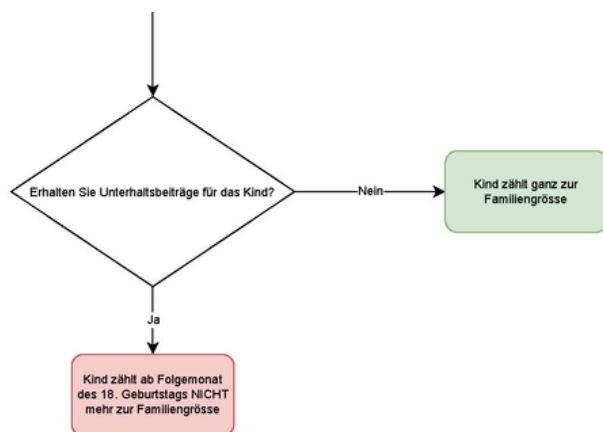 Erhalten Sie Unterhaltsbeiträge für das Kind?
Nein
Kind zählt ganz zur
Familiengrösse
Ja
Kind zählt ab Folgemonat
des 18. Geburtstags NICHT
mehr zur Familiengrösse